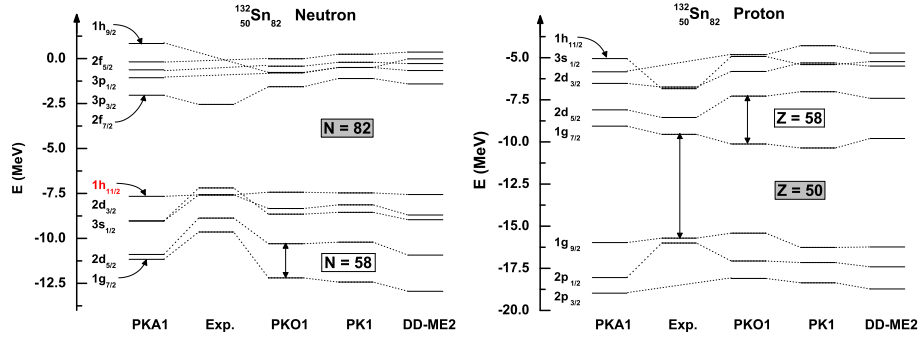 ¹³²₅₀Sn₈₂ Neutron
E (MeV)
0.0
-2.5
-5.0
-7.5
-10.0
-12.5
1h₉/₂
2f₅/₂
3p₁/₂
3p₃/₂
2f₇/₂
N = 82
1h₁₁/₂
2d₃/₂
3s₁/₂
2d₅/₂
1g₇/₂
N = 58
PKA1 Exp. PKO1 PK1 DD-ME2
¹³²₅₀Sn₈₂ Proton
E (MeV)
-5.0
-7.5
-10.0
-12.5
-15.0
-17.5
-20.0
1h₁₁/₂
3s₁/₂
2d₃/₂
2d₅/₂
1g₇/₂
Z = 58
Z = 50
1g₉/₂
2p₁/₂
2p₃/₂
PKA1 Exp. PKO1 PK1 DD-ME2